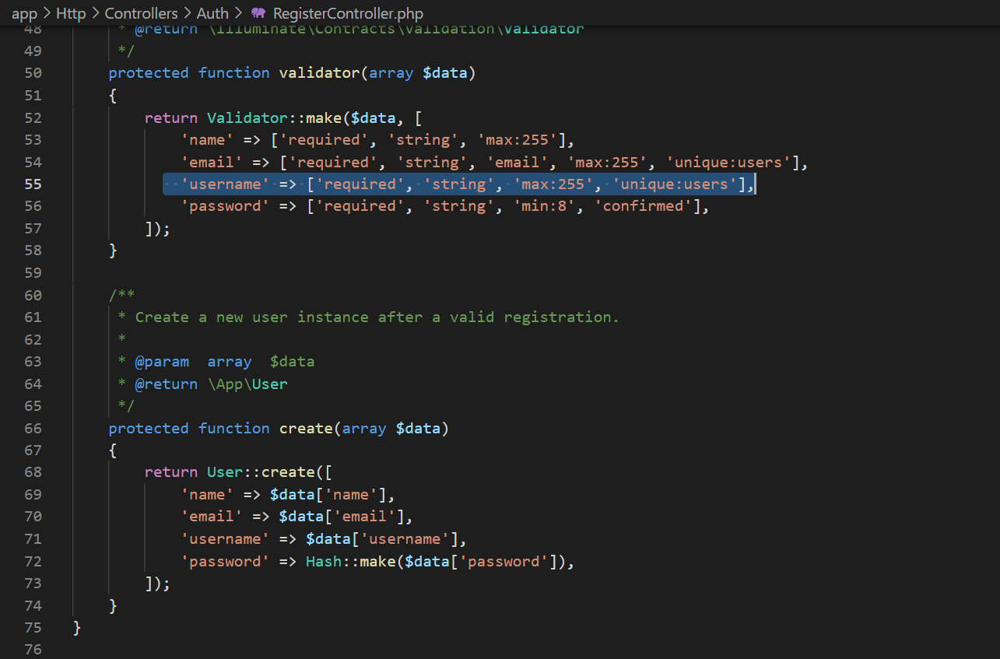 app > Http > Controllers > Auth > RegisterController.php
48 * @return \Illuminate\Contracts\Validation\Validator
49 */
50 protected function validator(array $data)
51 {
52 return Validator::make($data, [
53 'name' => ['required', 'string', 'max:255'],
54 'email' => ['required', 'string', 'email', 'max:255', 'unique:users'],
55 'username' => ['required', 'string', 'max:255', 'unique:users'],
56 'password' => ['required', 'string', 'min:8', 'confirmed'],
57 ]);
58 }
59
60 /**
61 * Create a new user instance after a valid registration.
62 *
63 * @param  array  $data
64 * @return \App\User
65 */
66 protected function create(array $data)
67 {
68 return User::create([
69 'name' => $data['name'],
70 'email' => $data['email'],
71 'username' => $data['username'],
72 'password' => Hash::make($data['password']),
73 ]);
74 }
75 }
76